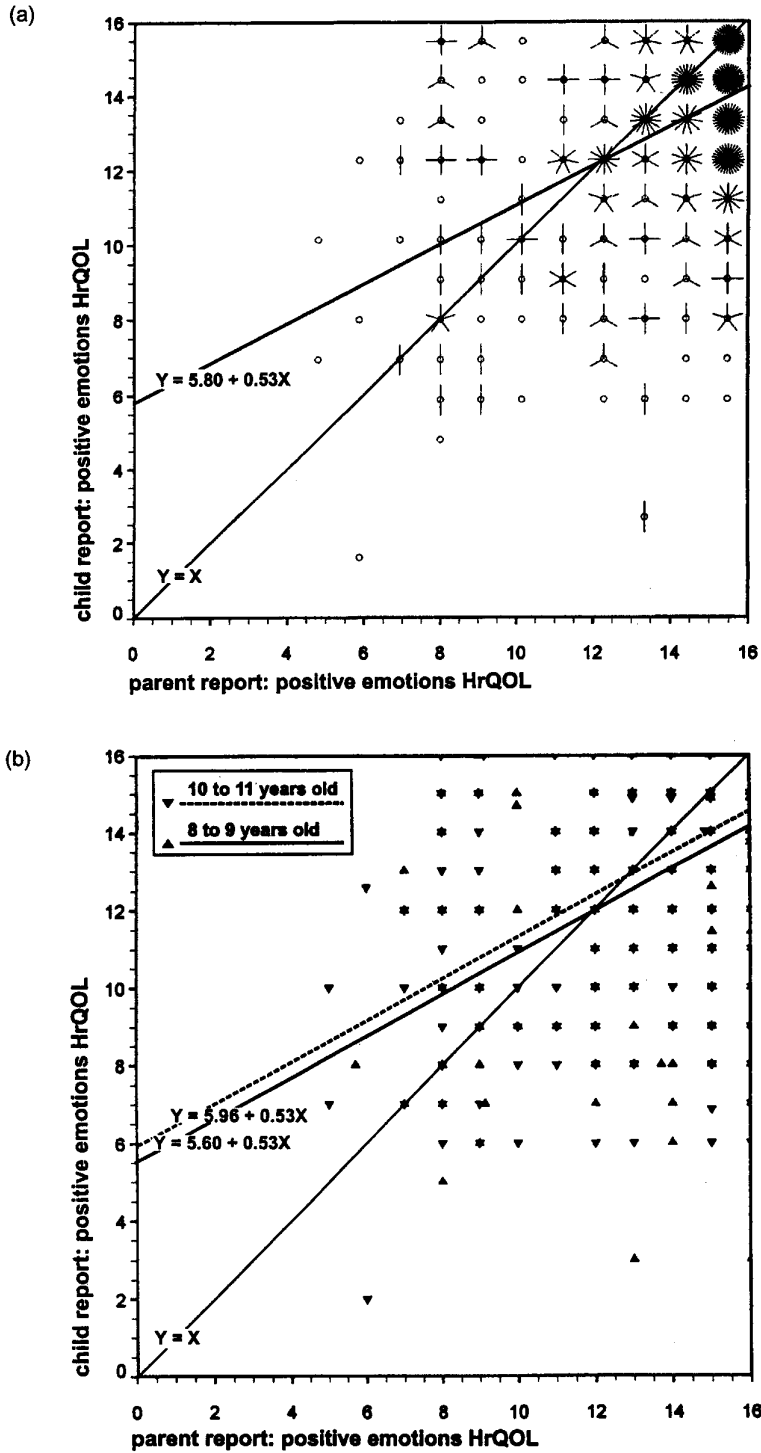 (a)
16
14
12
10
8
6
4
2
0
child report: positive emotions HrQOL
Y = 5.80 + 0.53X
Y = X
0 2 4 6 8 10 12 14 16
parent report: positive emotions HrQOL
(b)
16
14
12
10
8
6
4
2
0
child report: positive emotions HrQOL
10 to 11 years old
8 to 9 years old
Y = 5.96 + 0.53X
Y = 5.60 + 0.53X
Y = X
0 2 4 6 8 10 12 14 16
parent report: positive emotions HrQOL